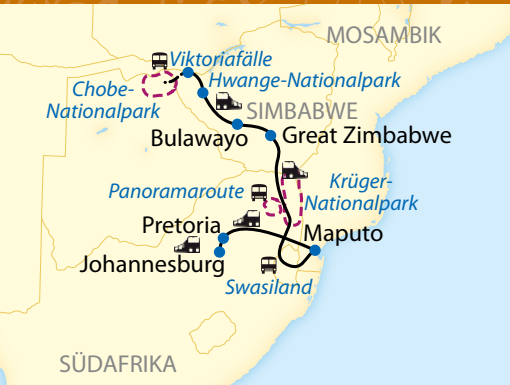 MOSAMBIK
Viktoriafälle
Hwange-Nationalpark
Chobe-
Nationalpark
SIMBABWE
Bulawayo
Great Zimbabwe
Panoramaroute
Krüger-
Nationalpark
Pretoria
Maputo
Johannesburg
Swasiland
SÜDAFRIKA